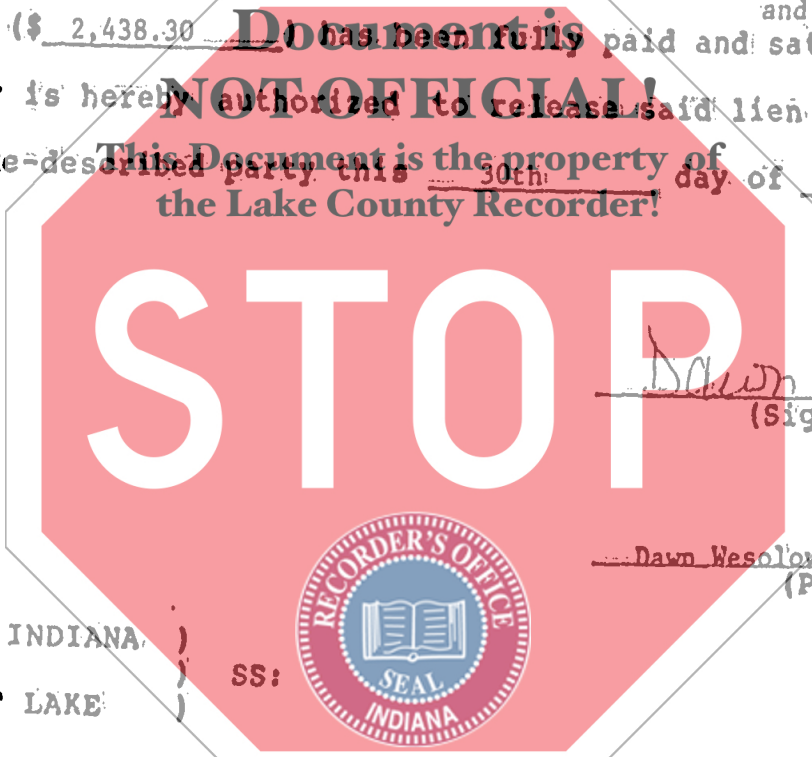 and
($ 2,438.30 ) has been fully paid and sat
is hereby authorized to release said lien
e-described party this 30th day of
Document is
NOT OFFICIAL!
This Document is the property of
the Lake County Recorder!
STOP
Dawn
(Sig
Dawn Wesolow
(P
INDIANA )
) SS:
LAKE )
RECORDER'S OFFICE
SEAL
INDIANA